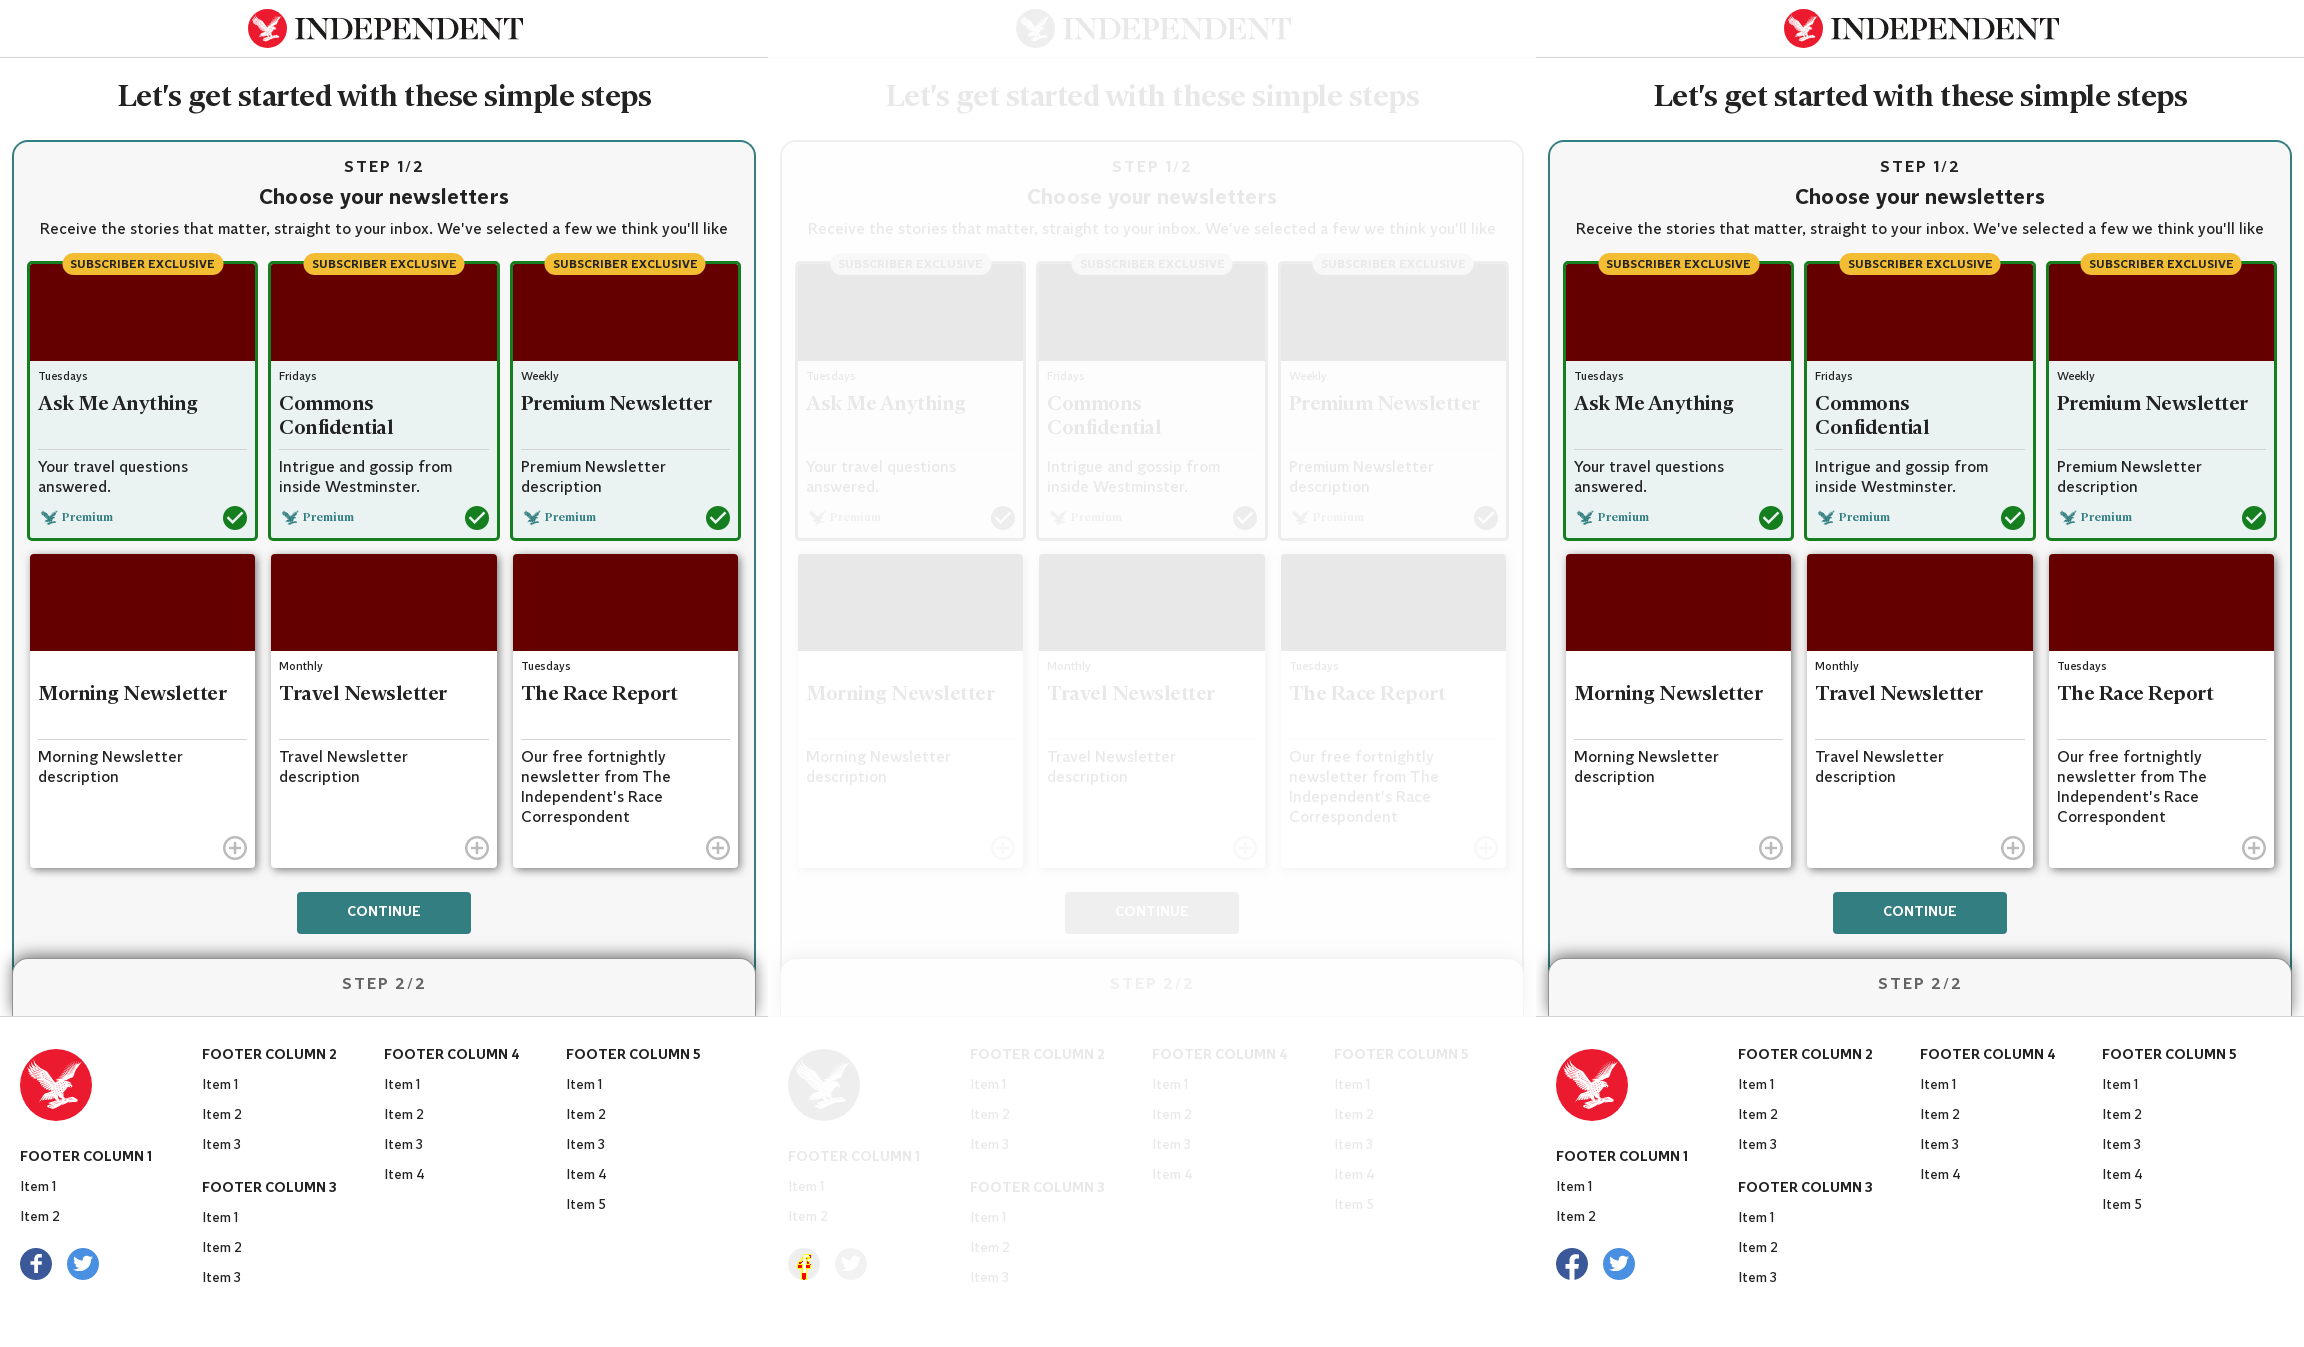 INDEPENDENT
Let's get started with these simple steps
STEP 1/2
Choose your newsletters
Receive the stories that matter, straight to your inbox. We've selected a few we think you'll like
SUBSCRIBER EXCLUSIVE SUBSCRIBER EXCLUSIVE SUBSCRIBER EXCLUSIVE
Tuesdays
Ask Me Anything
Your travel questions
answered.
Premium
Fridays
Commons
Confidential
Intrigue and gossip from
inside Westminster.
Premium
Weekly
Premium Newsletter
Premium Newsletter
description
Premium
Morning Newsletter
Morning Newsletter
description
Monthly
Travel Newsletter
Travel Newsletter
description
Tuesdays
The Race Report
Our free fortnightly
newsletter from The
Independent's Race
Correspondent
CONTINUE
STEP 2/2
FOOTER COLUMN 1
Item 1
Item 2
FOOTER COLUMN 2
Item 1
Item 2
Item 3
FOOTER COLUMN 3
Item 1
Item 2
Item 3
FOOTER COLUMN 4
Item 1
Item 2
Item 3
Item 4
FOOTER COLUMN 5
Item 1
Item 2
Item 3
Item 4
Item 5
INDEPENDENT
Let's get started with these simple steps
STEP 1/2
Choose your newsletters
Receive the stories that matter, straight to your inbox. We've selected a few we think you'll like
SUBSCRIBER EXCLUSIVE SUBSCRIBER EXCLUSIVE SUBSCRIBER EXCLUSIVE
Tuesdays
Ask Me Anything
Your travel questions
answered.
Premium
Fridays
Commons
Confidential
Intrigue and gossip from
inside Westminster.
Premium
Weekly
Premium Newsletter
Premium Newsletter
description
Premium
Morning Newsletter
Morning Newsletter
description
Monthly
Travel Newsletter
Travel Newsletter
description
Tuesdays
The Race Report
Our free fortnightly
newsletter from The
Independent's Race
Correspondent
CONTINUE
STEP 2/2
FOOTER COLUMN 1
Item 1
Item 2
FOOTER COLUMN 2
Item 1
Item 2
Item 3
FOOTER COLUMN 3
Item 1
Item 2
Item 3
FOOTER COLUMN 4
Item 1
Item 2
Item 3
Item 4
FOOTER COLUMN 5
Item 1
Item 2
Item 3
Item 4
Item 5
INDEPENDENT
Let's get started with these simple steps
STEP 1/2
Choose your newsletters
Receive the stories that matter, straight to your inbox. We've selected a few we think you'll like
SUBSCRIBER EXCLUSIVE SUBSCRIBER EXCLUSIVE SUBSCRIBER EXCLUSIVE
Tuesdays
Ask Me Anything
Your travel questions
answered.
Premium
Fridays
Commons
Confidential
Intrigue and gossip from
inside Westminster.
Premium
Weekly
Premium Newsletter
Premium Newsletter
description
Premium
Morning Newsletter
Morning Newsletter
description
Monthly
Travel Newsletter
Travel Newsletter
description
Tuesdays
The Race Report
Our free fortnightly
newsletter from The
Independent's Race
Correspondent
CONTINUE
STEP 2/2
FOOTER COLUMN 1
Item 1
Item 2
FOOTER COLUMN 2
Item 1
Item 2
Item 3
FOOTER COLUMN 3
Item 1
Item 2
Item 3
FOOTER COLUMN 4
Item 1
Item 2
Item 3
Item 4
FOOTER COLUMN 5
Item 1
Item 2
Item 3
Item 4
Item 5